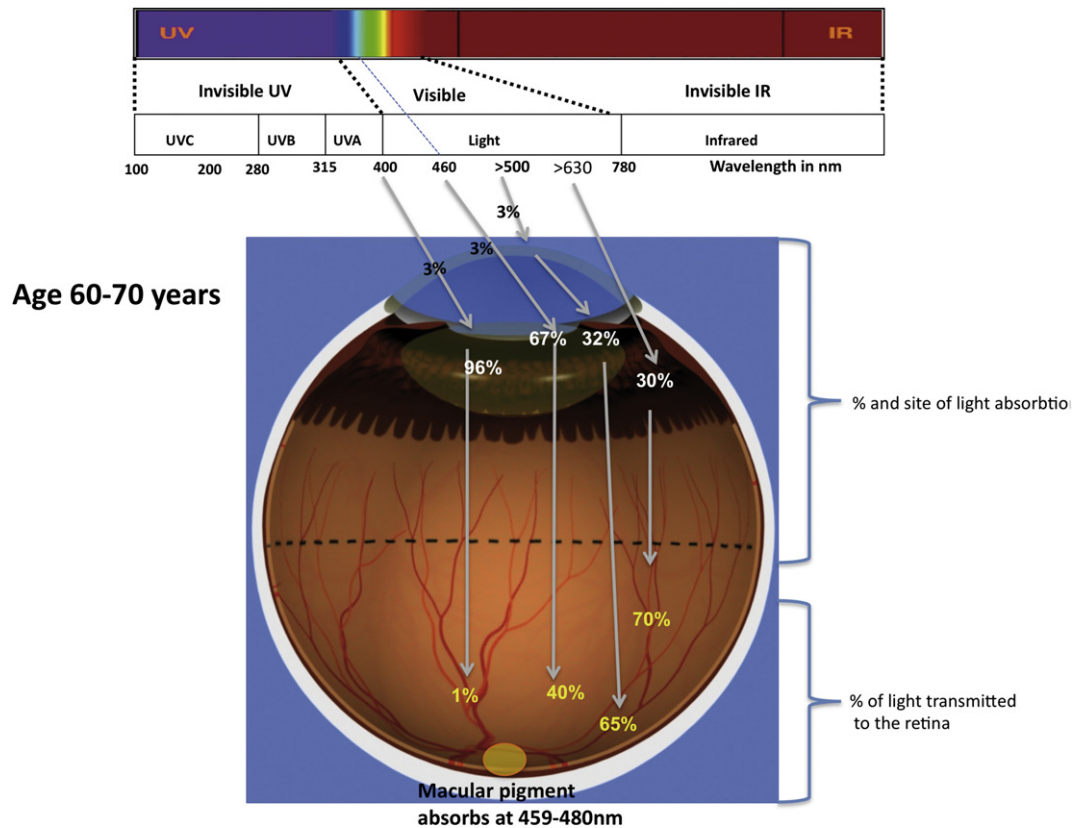 UV IR
Invisible UV Visible Invisible IR
UVC UVB UVA Light Infrared
100 200 280 315 400 460 >500 >630 780 Wavelength in nm
3%
3%
3%
Age 60-70 years
67% 32%
96%
30%
% and site of light absorbtio
70%
1% 40%
65%
% of light transmitted
to the retina
Macular pigment
absorbs at 459-480nm